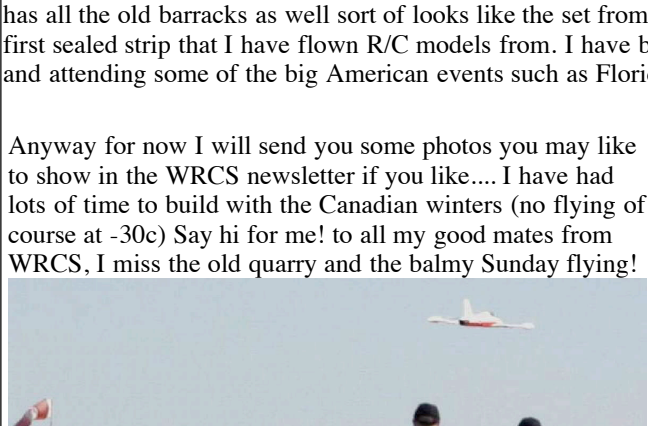 has all the old barracks as well sort of looks like the set from
first sealed strip that I have flown R/C models from. I have b
and attending some of the big American events such as Flori
Anyway for now I will send you some photos you may like
to show in the WRCS newsletter if you like.... I have had
lots of time to build with the Canadian winters (no flying of
course at -30c) Say hi for me! to all my good mates from
WRCS, I miss the old quarry and the balmy Sunday flying!